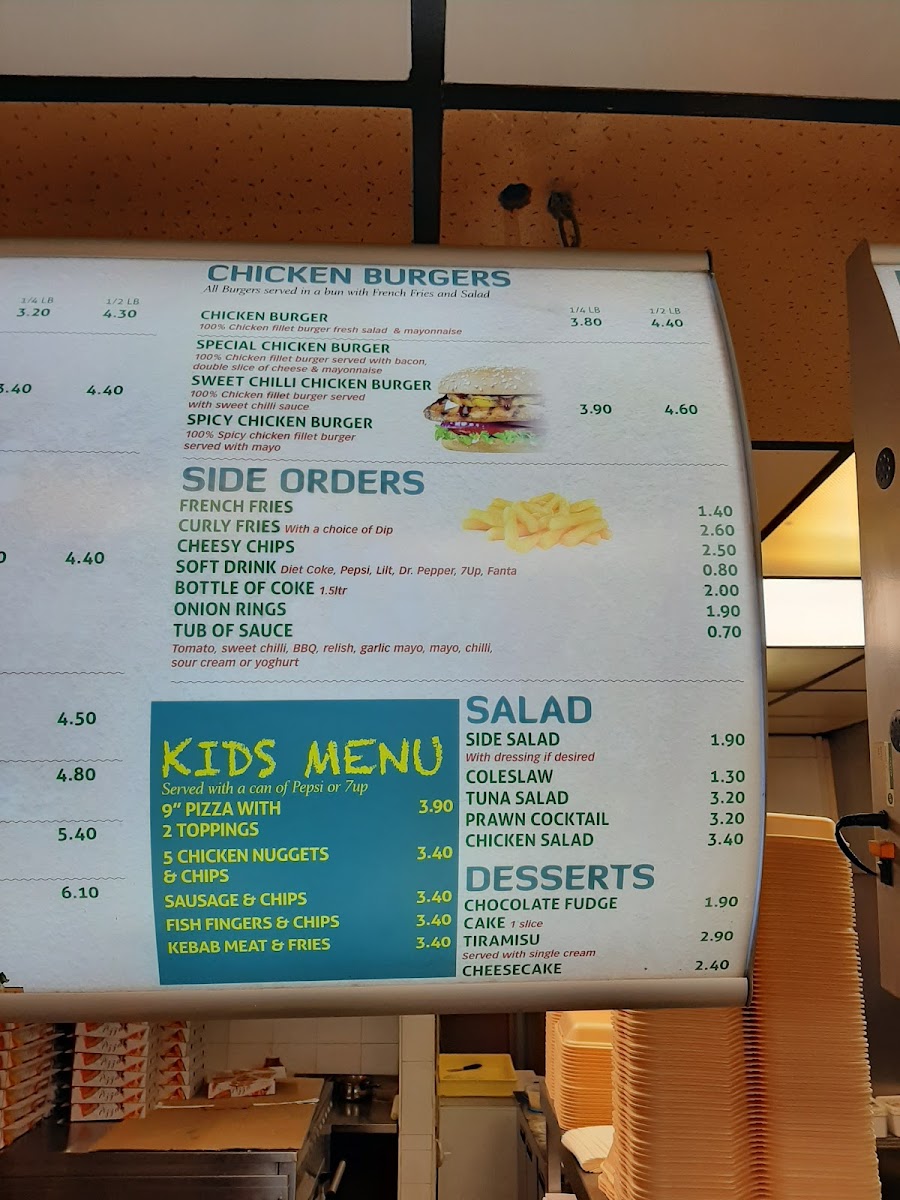 1/4 LB 1/2 LB
3.20 4.30
3.40 4.40
4.40
4.50
4.80
5.40
6.10
CHICKEN BURGERS
All Burgers served in a bun with French Fries and Salad
1/4 LB 1/2 LB
CHICKEN BURGER 3.80 4.40
100% Chicken fillet burger fresh salad & mayonnaise
SPECIAL CHICKEN BURGER
100% Chicken fillet burger served with bacon,
double slice of cheese & mayonnaise
SWEET CHILLI CHICKEN BURGER
100% Chicken fillet burger served
with sweet chilli sauce
3.90 4.60
SPICY CHICKEN BURGER
100% Spicy chicken fillet burger
served with mayo
SIDE ORDERS
FRENCH FRIES 1.40
CURLY FRIES With a choice of Dip 2.60
CHEESY CHIPS 2.50
SOFT DRINK Diet Coke, Pepsi, Lilt, Dr. Pepper, 7Up, Fanta 0.80
BOTTLE OF COKE 1.5ltr 2.00
ONION RINGS 1.90
TUB OF SAUCE 0.70
Tomato, sweet chilli, BBQ, relish, garlic mayo, mayo, chilli,
sour cream or yoghurt
KIDS MENU
Served with a can of Pepsi or 7up
9" PIZZA WITH 3.90
2 TOPPINGS
5 CHICKEN NUGGETS 3.40
& CHIPS
SAUSAGE & CHIPS 3.40
FISH FINGERS & CHIPS 3.40
KEBAB MEAT & FRIES 3.40
SALAD
SIDE SALAD 1.90
With dressing if desired
COLESLAW 1.30
TUNA SALAD 3.20
PRAWN COCKTAIL 3.20
CHICKEN SALAD 3.40
DESSERTS
CHOCOLATE FUDGE 1.90
CAKE 1 slice
TIRAMISU 2.90
Served with single cream
CHEESECAKE 2.40